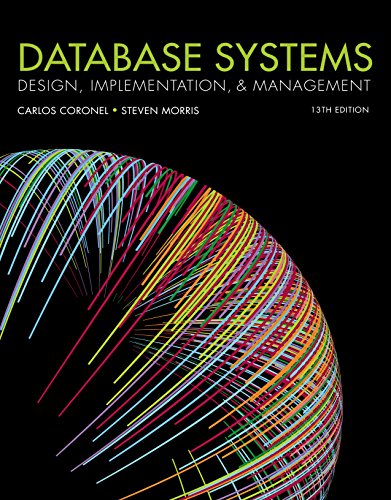 DATABASE SYSTEMS
DESIGN, IMPLEMENTATION, & MANAGEMENT
CARLOS CORONEL • STEVEN MORRIS 13TH EDITION